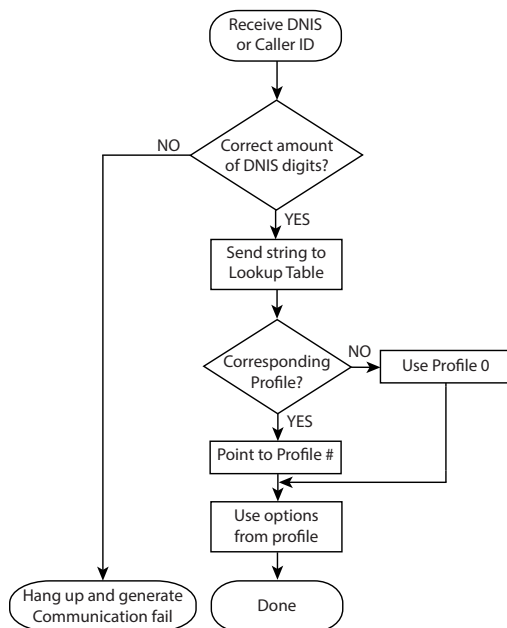 Receive DNIS
or Caller ID
Correct amount
of DNIS digits?
NO
YES
Send string to
Lookup Table
Corresponding
Profile?
NO
Use Profile 0
YES
Point to Profile #
Use options
from profile
Hang up and generate
Communication fail
Done